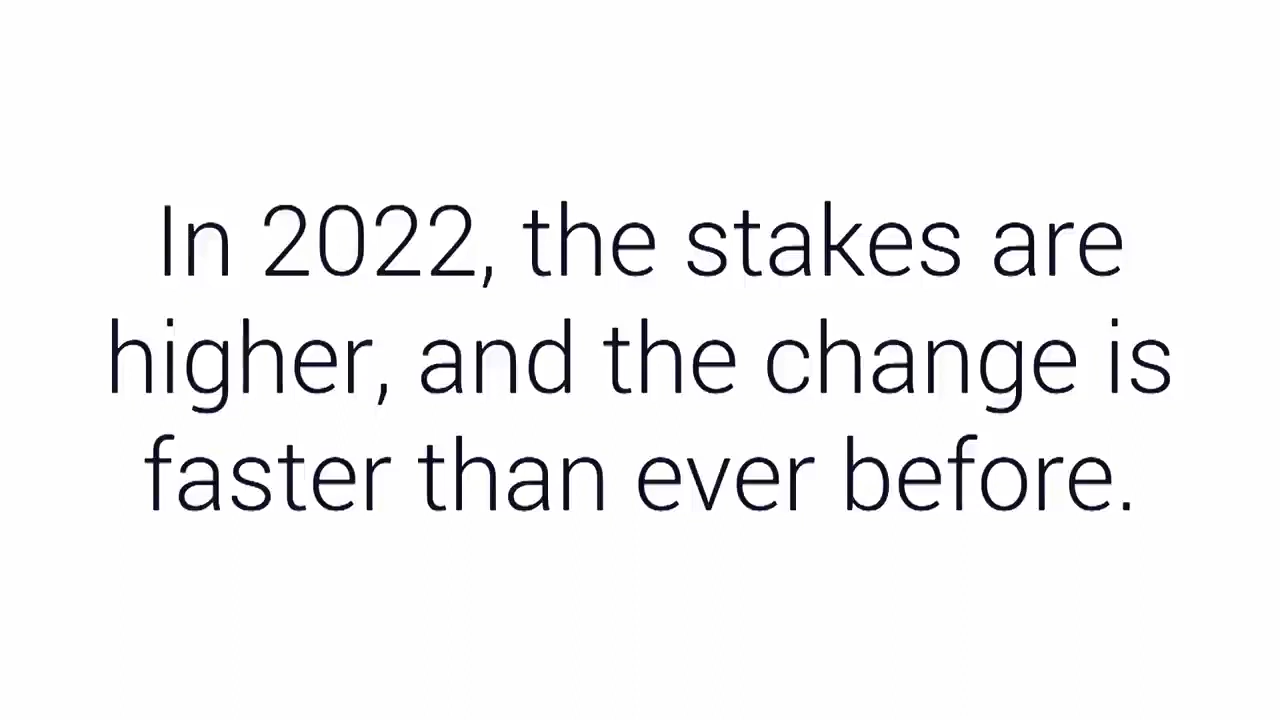 In 2022, the stakes are
higher, and the change is
faster than ever before.